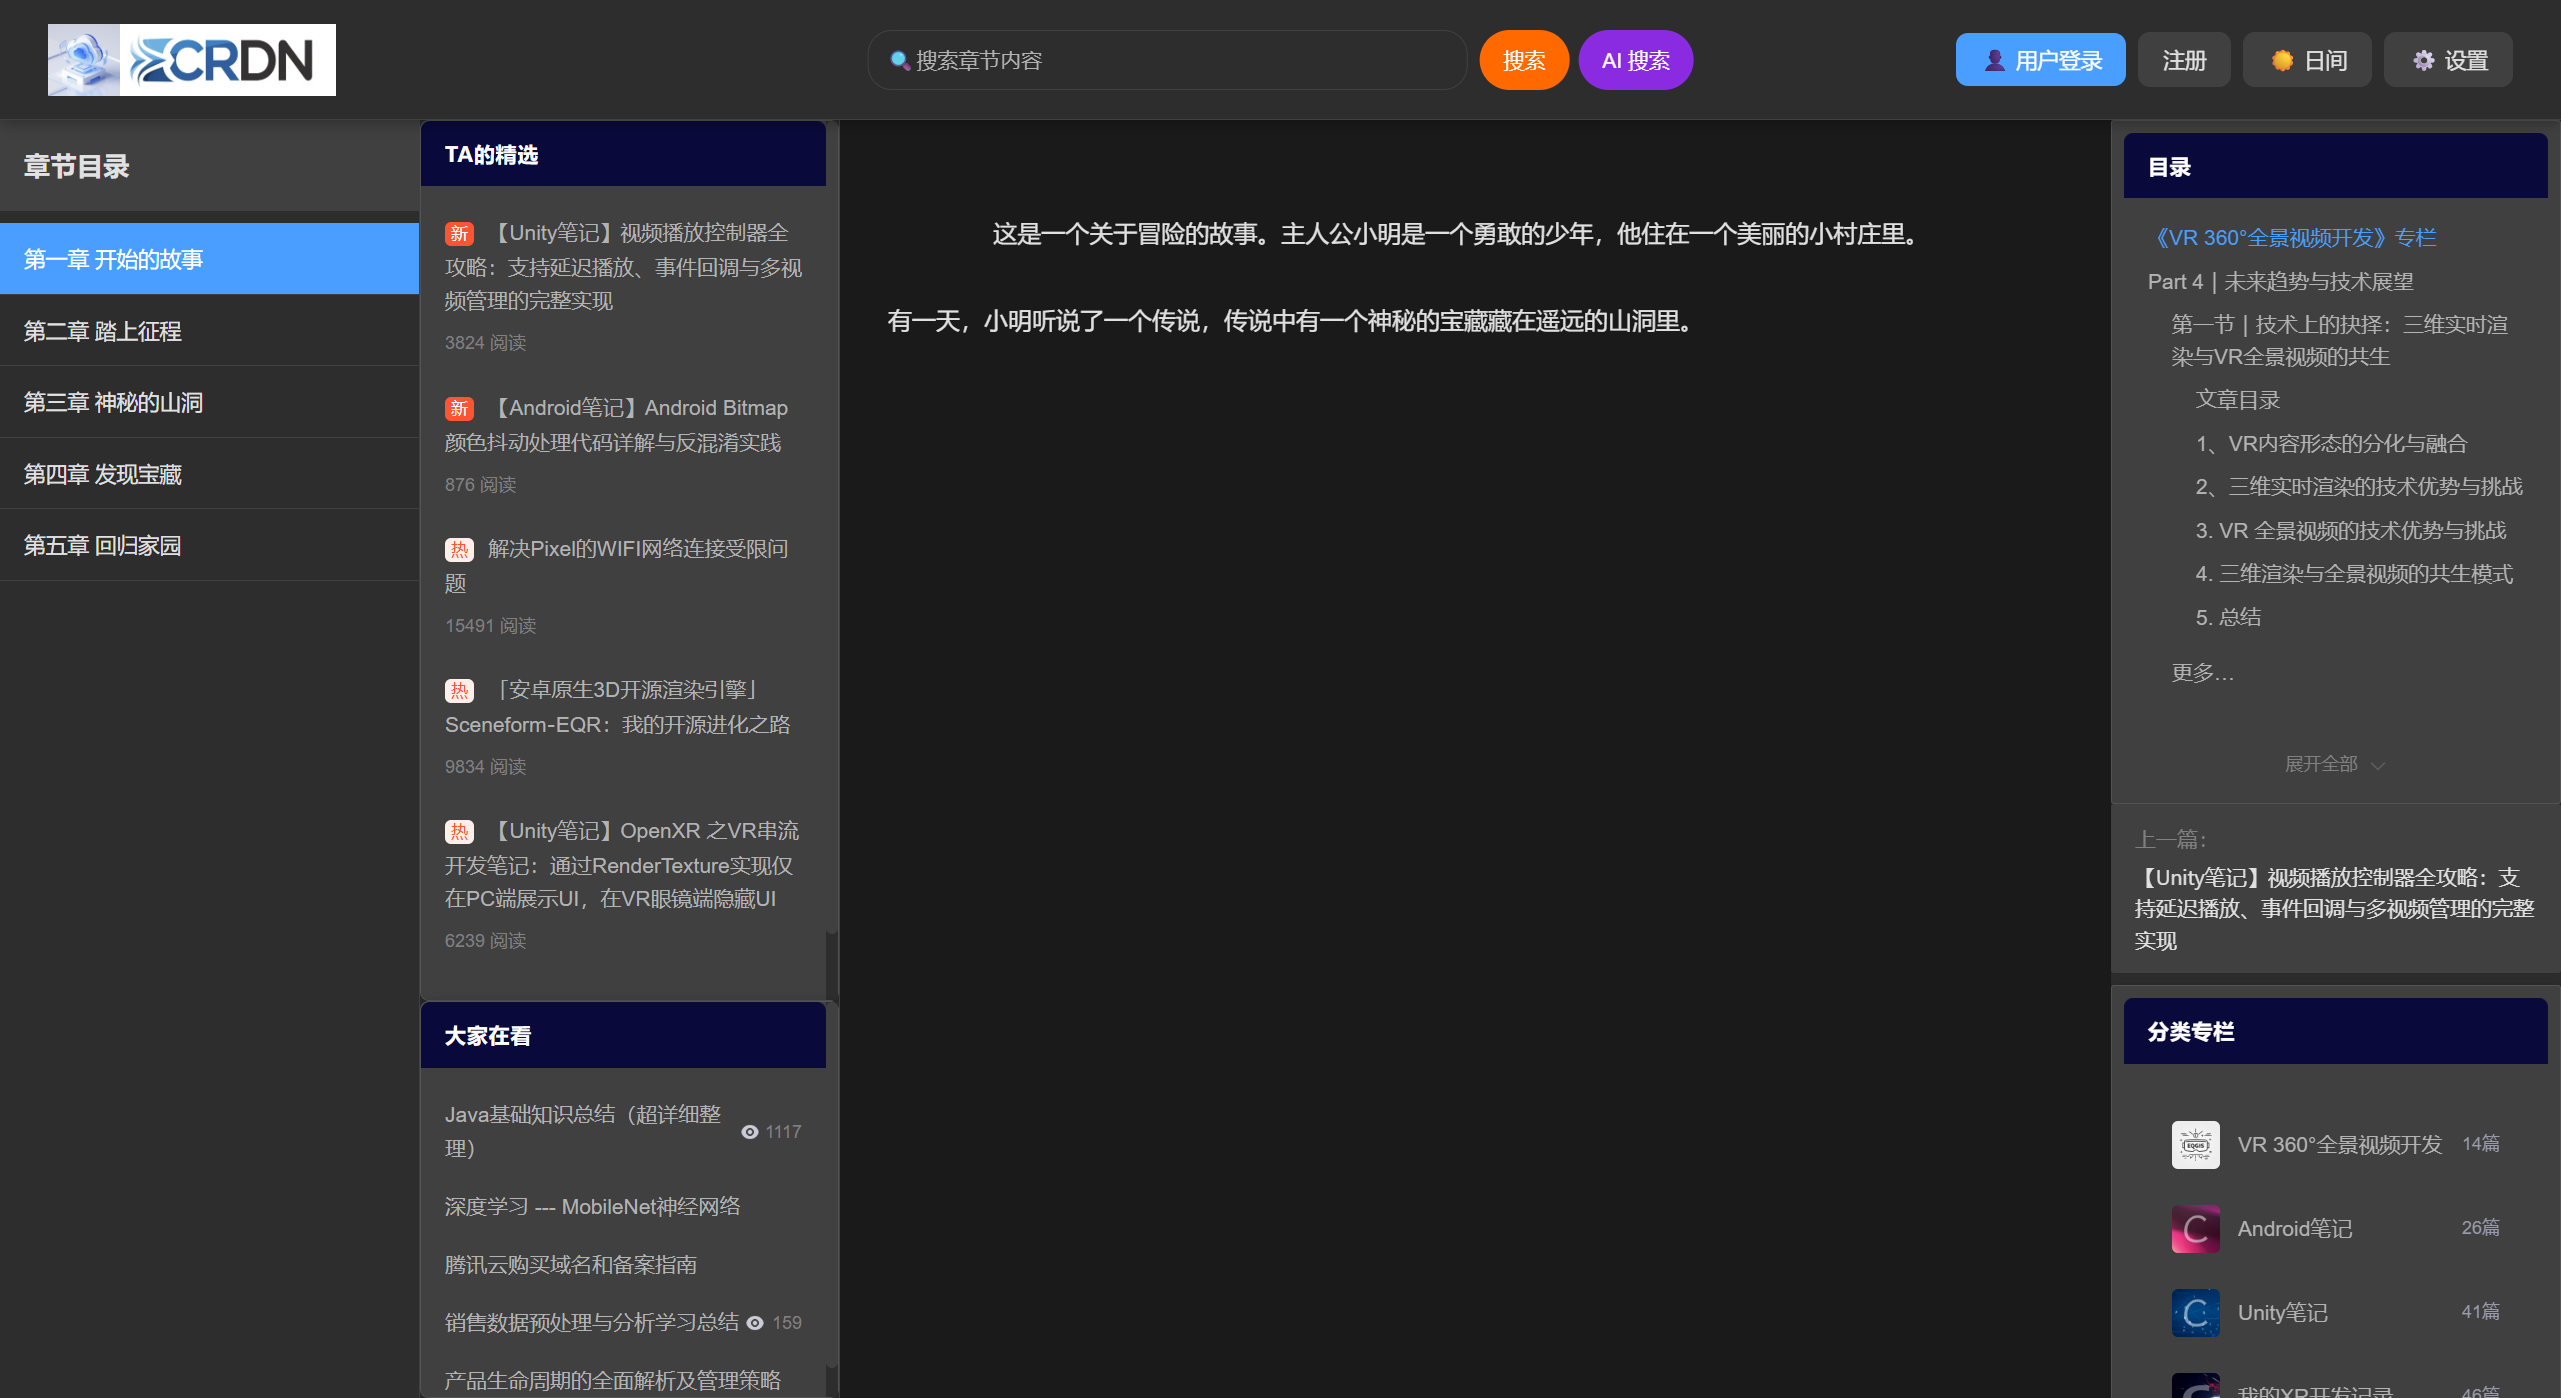 CRDN
搜索章节内容
搜索
AI 搜索
用户登录
注册
日间
设置
章节目录
第一章 开始的故事
第二章 踏上征程
第三章 神秘的山洞
第四章 发现宝藏
第五章 回归家园
TA的精选
新 【Unity笔记】视频播放控制器全
攻略：支持延迟播放、事件回调与多视
频管理的完整实现
3824 阅读
新 【Android笔记】Android Bitmap
颜色抖动处理代码详解与反混淆实践
876 阅读
热 解决Pixel的WIFI网络连接受限问
题
15491 阅读
热 「安卓原生3D开源渲染引擎」
Sceneform-EQR：我的开源进化之路
9834 阅读
热 【Unity笔记】OpenXR 之VR串流
开发笔记：通过RenderTexture实现仅
在PC端展示UI，在VR眼镜端隐藏UI
6239 阅读
大家在看
Java基础知识总结（超详细整
理）
1117
深度学习 --- MobileNet神经网络
腾讯云购买域名和备案指南
销售数据预处理与分析学习总结 159
产品生命周期的全面解析及管理策略
这是一个关于冒险的故事。主人公小明是一个勇敢的少年，他住在一个美丽的小村庄里。
有一天，小明听说了一个传说，传说中有一个神秘的宝藏藏在遥远的山洞里。
目录
《VR 360°全景视频开发》专栏
Part 4｜未来趋势与技术展望
第一节｜技术上的抉择：三维实时渲
染与VR全景视频的共生
文章目录
1、VR内容形态的分化与融合
2、三维实时渲染的技术优势与挑战
3. VR 全景视频的技术优势与挑战
4. 三维渲染与全景视频的共生模式
5. 总结
更多…
展开全部
上一篇：
【Unity笔记】视频播放控制器全攻略：支
持延迟播放、事件回调与多视频管理的完整
实现
分类专栏
EQGIS
VR 360°全景视频开发 14篇
C
Android笔记 26篇
C
Unity笔记 41篇
我的XR开发记录 46篇